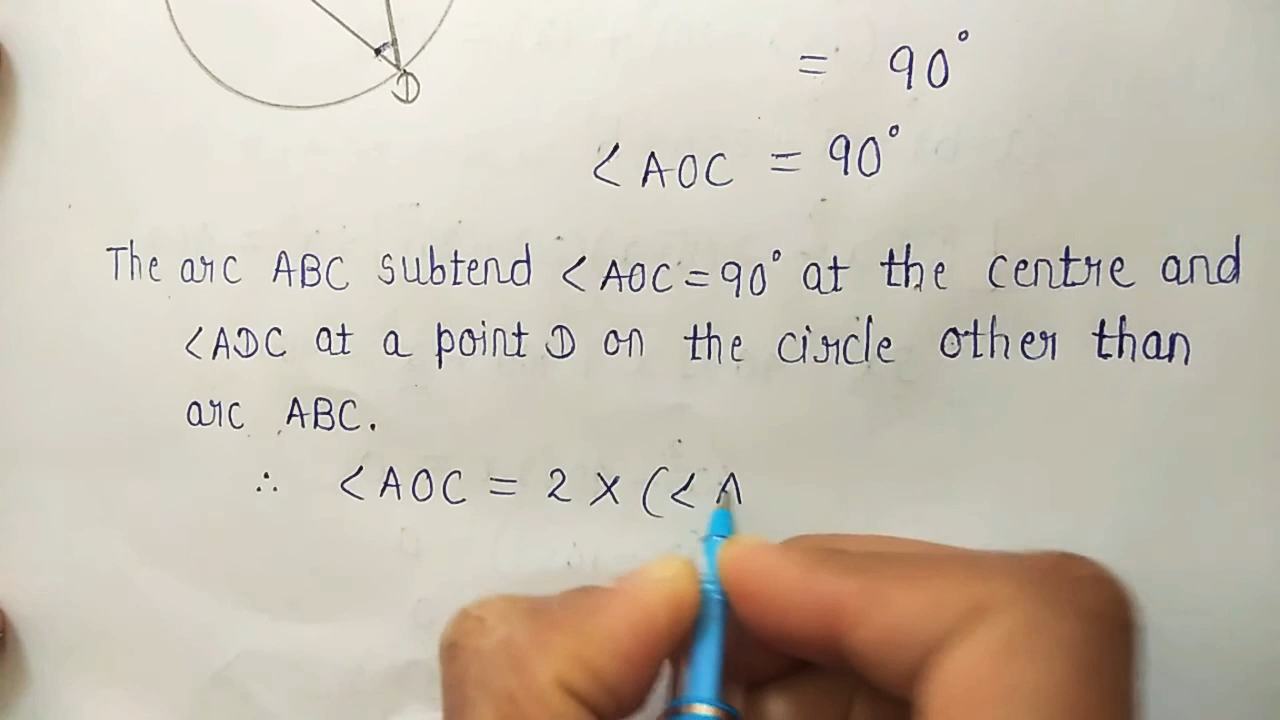 D
= 90°
<AOC = 90°
The arc ABC subtend <AOC=90° at the centre and
<ADC at a point D on the circle other than
arc ABC.
∴ <AOC = 2 × (<A